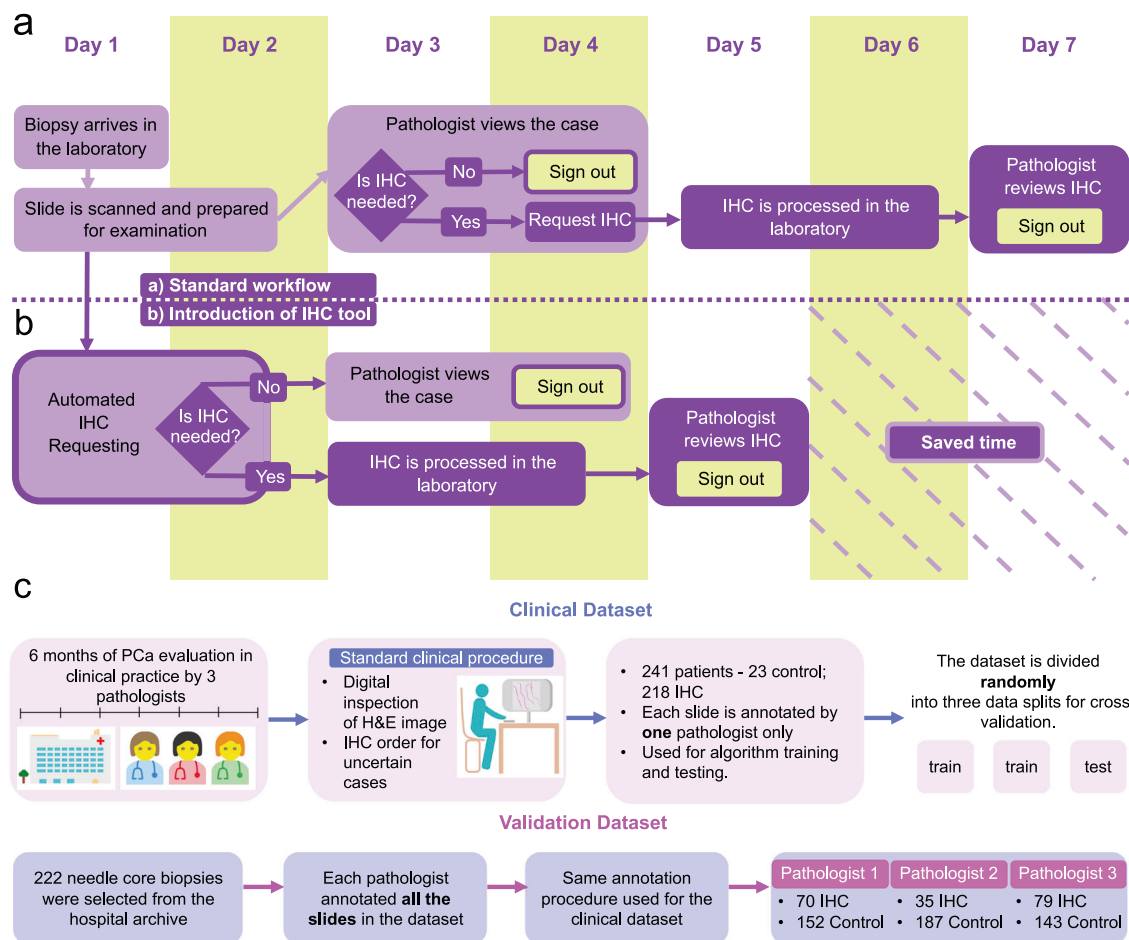 a
Day 1
Day 2
Day 3
Day 4
Day 5
Day 6
Day 7
Biopsy arrives in
the laboratory
Slide is scanned and prepared
for examination
Pathologist views the case
Is IHC
needed?
No
Sign out
Yes
Request IHC
IHC is processed in the
laboratory
Pathologist
reviews IHC
Sign out
a) Standard workflow
b) Introduction of IHC tool
b
Automated
IHC
Requesting
Is IHC
needed?
No
Yes
Pathologist views
the case
Sign out
IHC is processed in the
laboratory
Pathologist
reviews IHC
Sign out
Saved time
c
Clinical Dataset
6 months of PCa evaluation in
clinical practice by 3
pathologists
Standard clinical procedure
• Digital
inspection
of H&E image
• IHC order for
uncertain
cases
• 241 patients - 23 control;
218 IHC
• Each slide is annotated by
one pathologist only
• Used for algorithm training
and testing.
The dataset is divided
randomly
into three data splits for cross
validation.
train
train
test
Validation Dataset
222 needle core biopsies
were selected from the
hospital archive
Each pathologist
annotated all the
slides in the dataset
Same annotation
procedure used for the
clinical dataset
Pathologist 1
• 70 IHC
• 152 Control
Pathologist 2
• 35 IHC
• 187 Control
Pathologist 3
• 79 IHC
• 143 Control